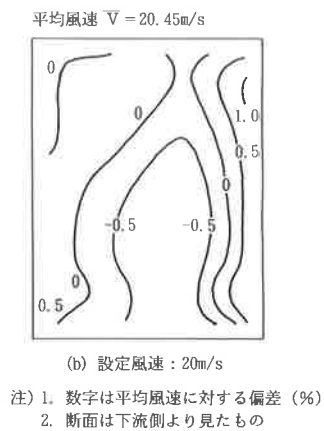 平均風速 V̅＝20.45m/s
0
0
1.0
0.5
0
-0.5
-0.5
0
0.5
(b) 設定風速：20m/s
注）1. 数字は平均風速に対する偏差（％）
2. 断面は下流側より見たもの